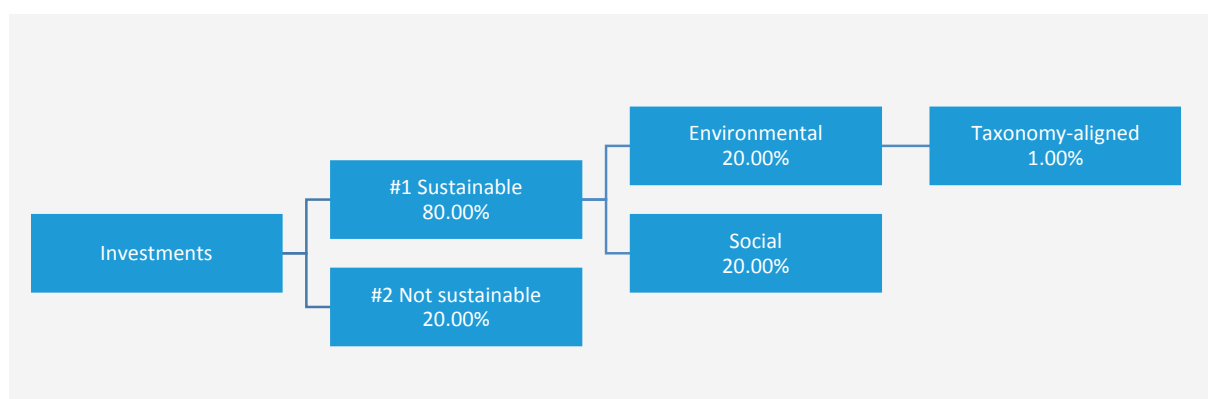 Investments
#1 Sustainable
80.00%
#2 Not sustainable
20.00%
Environmental
20.00%
Social
20.00%
Taxonomy-aligned
1.00%